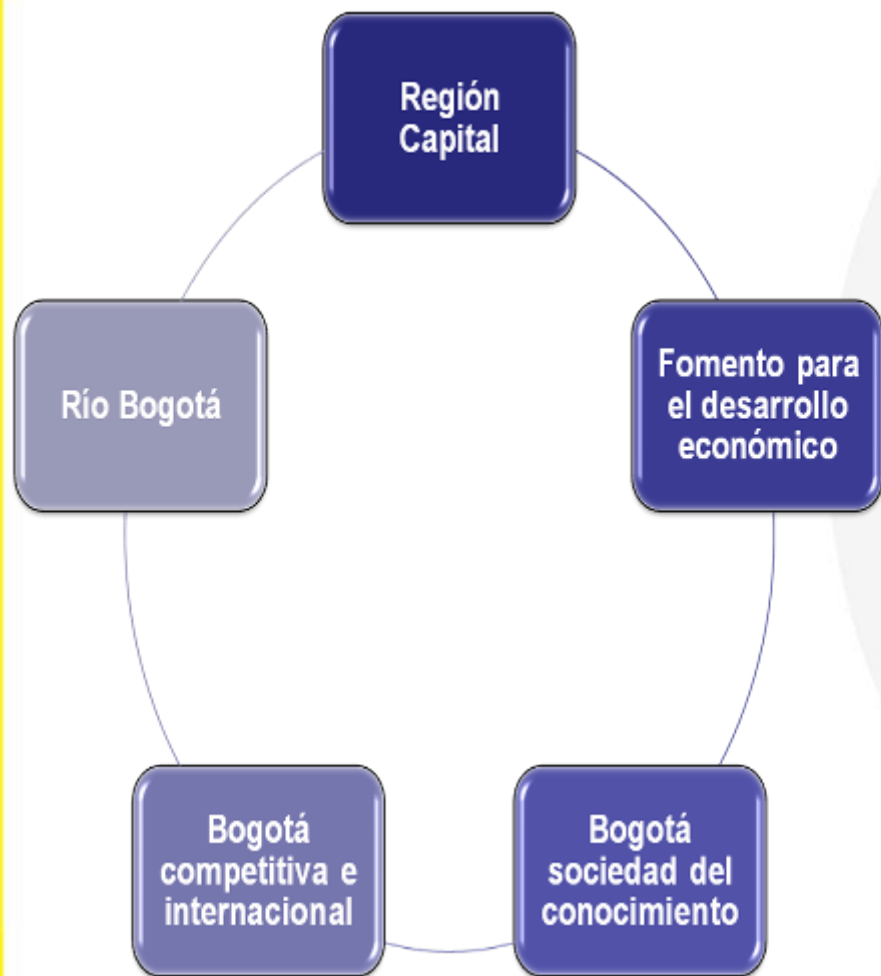 Región
Capital
Fomento para
el desarrollo
económico
Bogotá
sociedad del
conocimiento
Bogotá
competitiva e
internacional
Río Bogotá